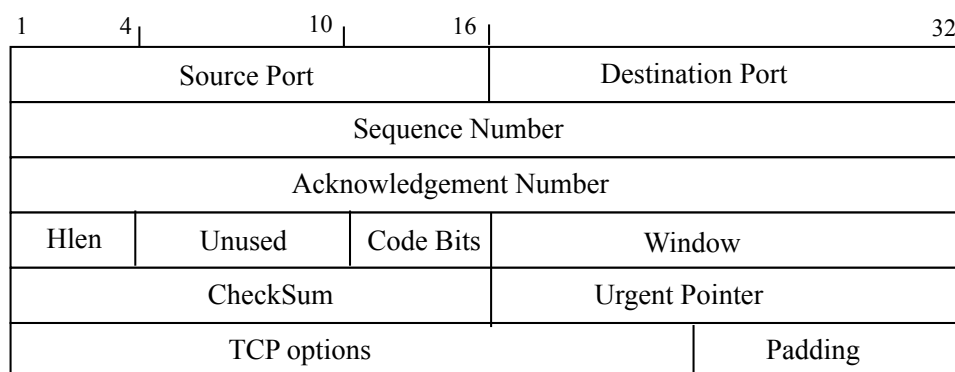 1 4 10 16 32
Source Port Destination Port
Sequence Number
Acknowledgement Number
Hlen Unused Code Bits Window
CheckSum Urgent Pointer
TCP options Padding